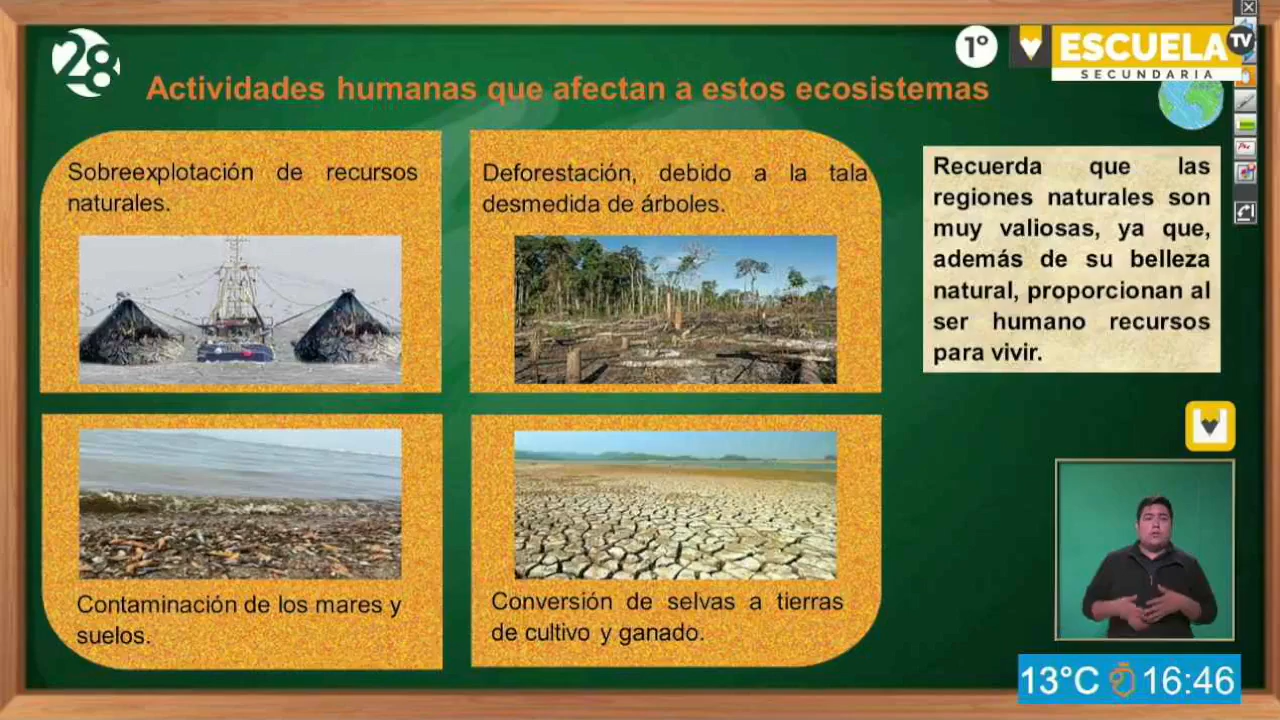 28
1º
ESCUELA
TV
SECUNDARIA
Actividades humanas que afectan a estos ecosistemas
Sobreexplotación de recursos
naturales.
Deforestación, debido a la tala
desmedida de árboles.
Recuerda que las
regiones naturales son
muy valiosas, ya que,
además de su belleza
natural, proporcionan al
ser humano recursos
para vivir.
Contaminación de los mares y
suelos.
Conversión de selvas a tierras
de cultivo y ganado.
13°C 16:46